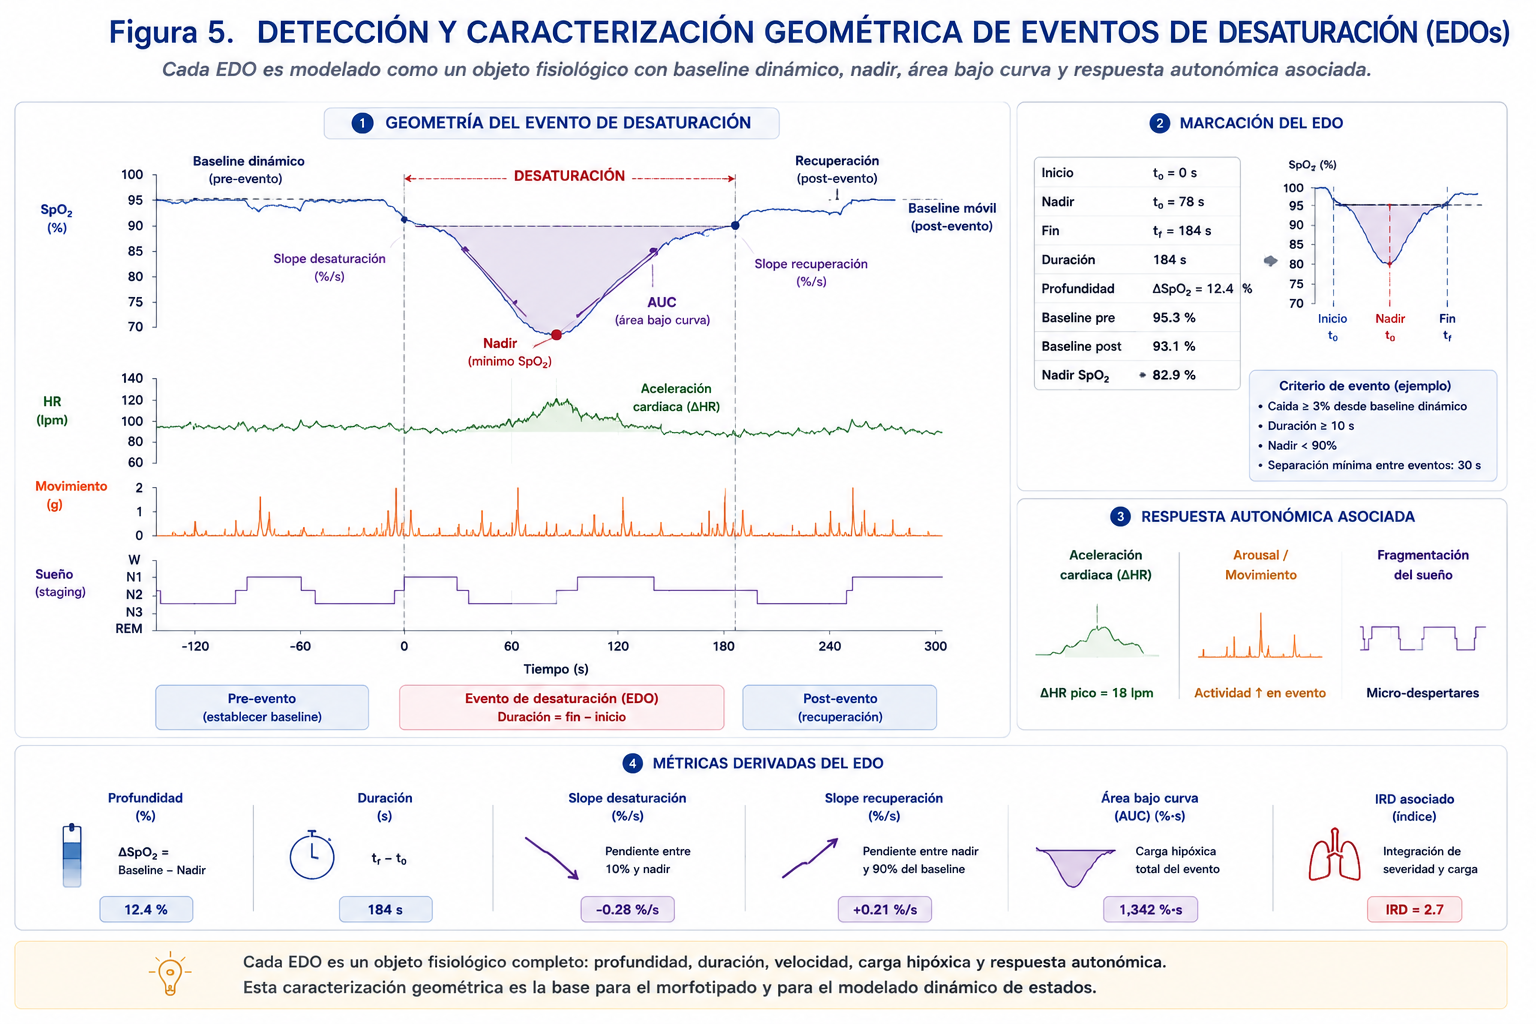 Figura 5. DETECCIÓN Y CARACTERIZACIÓN GEOMÉTRICA DE EVENTOS DE DESATURACIÓN (EDOs)
Cada EDO es modelado como un objeto fisiológico con baseline dinámico, nadir, área bajo curva y respuesta autonómica asociada.
1 GEOMETRÍA DEL EVENTO DE DESATURACIÓN
Baseline dinámico
(pre-evento)
DESATURACIÓN
Recuperación
(post-evento)
Baseline móvil
(post-evento)
SpO₂
(%)
100
95
90
85
80
75
70
Slope desaturación
(%/s)
Slope recuperación
(%/s)
AUC
(área bajo curva)
Nadir
(mínimo SpO₂)
HR
(lpm)
140
120
100
80
60
Aceleración
cardiaca (ΔHR)
Movimiento
(g)
2
1
0
Sueño
(staging)
W
N1
N2
N3
REM
-120
-60
0
60
120
180
240
300
Tiempo (s)
Pre-evento
(establecer baseline)
Evento de desaturación (EDO)
Duración = fin – inicio
Post-evento
(recuperación)
2 MARCACIÓN DEL EDO
Inicio t₀ = 0 s
Nadir t₀ = 78 s
Fin t_f = 184 s
Duración 184 s
Profundidad ΔSpO₂ = 12.4 %
Baseline pre 95.3 %
Baseline post 93.1 %
Nadir SpO₂ 82.9 %
SpO₂ (%)
100
95
90
85
80
70
Inicio
t₀
Nadir
t₀
Fin
t_f
Criterio de evento (ejemplo)
• Caida ≥ 3% desde baseline dinámico
• Duración ≥ 10 s
• Nadir < 90%
• Separación mínima entre eventos: 30 s
3 RESPUESTA AUTONÓMICA ASOCIADA
Aceleración
cardiaca (ΔHR)
ΔHR pico = 18 lpm
Arousal /
Movimiento
Actividad ↑ en evento
Fragmentación
del sueño
Micro-despertares
4 MÉTRICAS DERIVADAS DEL EDO
Profundidad
(%)
ΔSpO₂ =
Baseline – Nadir
12.4 %
Duración
(s)
t_f – t₀
184 s
Slope desaturación
(%/s)
Pendiente entre
10% y nadir
-0.28 %/s
Slope recuperación
(%/s)
Pendiente entre nadir
y 90% del baseline
+0.21 %/s
Área bajo curva
(AUC) (%·s)
Carga hipóxica
total del evento
1,342 %·s
IRD asociado
(índice)
Integración de
severidad y carga
IRD = 2.7
Cada EDO es un objeto fisiológico completo: profundidad, duración, velocidad, carga hipóxica y respuesta autonómica.
Esta caracterización geométrica es la base para el morfotipado y para el modelado dinámico de estados.